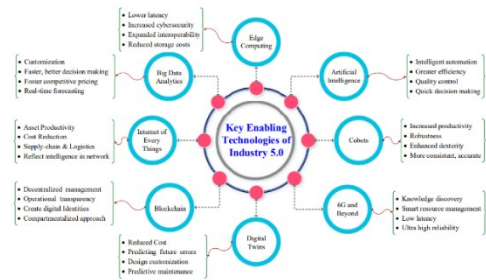 Lower latency
Increased cybersecurity
Expanded interoperability
Reduced storage costs
Edge
Computing
Customization
Faster, better decision making
Foster competitive pricing
Real-time forecasting
Big Data
Analytics
Artificial
Intelligence
Intelligent automation
Greater efficiency
Quality control
Quick decision making
Asset Productivity
Cost Reduction
Supply-chain & Logistics
Reflect intelligence in network
Internet of
Every
Things
Key Enabling
Technologies of
Industry 5.0
Cobots
Increased productivity
Robustness
Enhanced dexterity
More consistent, accurate
Decentralized management
Operational transparency
Create digital Identities
Compartmentalized approach
Blockchain
6G and
Beyond
Knowledge discovery
Smart resource management
Low latency
Ultra high reliability
Reduced Cost
Predicting future errors
Design customization
Predictive maintenance
Digital
Twins